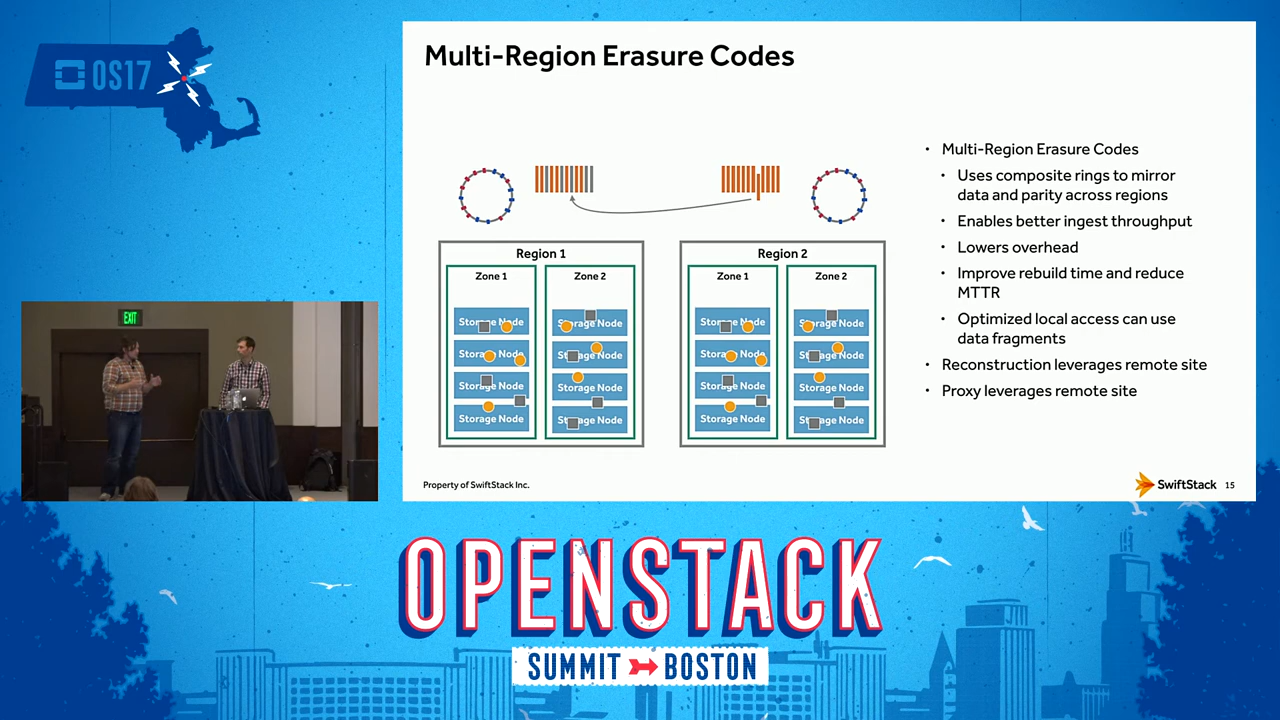 OS17
Multi-Region Erasure Codes
Region 1
Zone 1
Storage Node
Storage Node
Storage Node
Storage Node
Zone 2
Storage Node
Storage Node
Storage Node
Storage Node
Region 2
Zone 1
Storage Node
Storage Node
Storage Node
Storage Node
Zone 2
Storage Node
Storage Node
Storage Node
Storage Node
• Multi-Region Erasure Codes
• Uses composite rings to mirror
data and parity across regions
• Enables better ingest throughput
• Lowers overhead
• Improve rebuild time and reduce
MTTR
• Optimized local access can use
data fragments
• Reconstruction leverages remote site
• Proxy leverages remote site
Property of SwiftStack Inc.
SwiftStack 15
EXIT
OPENSTACK
SUMMIT BOSTON